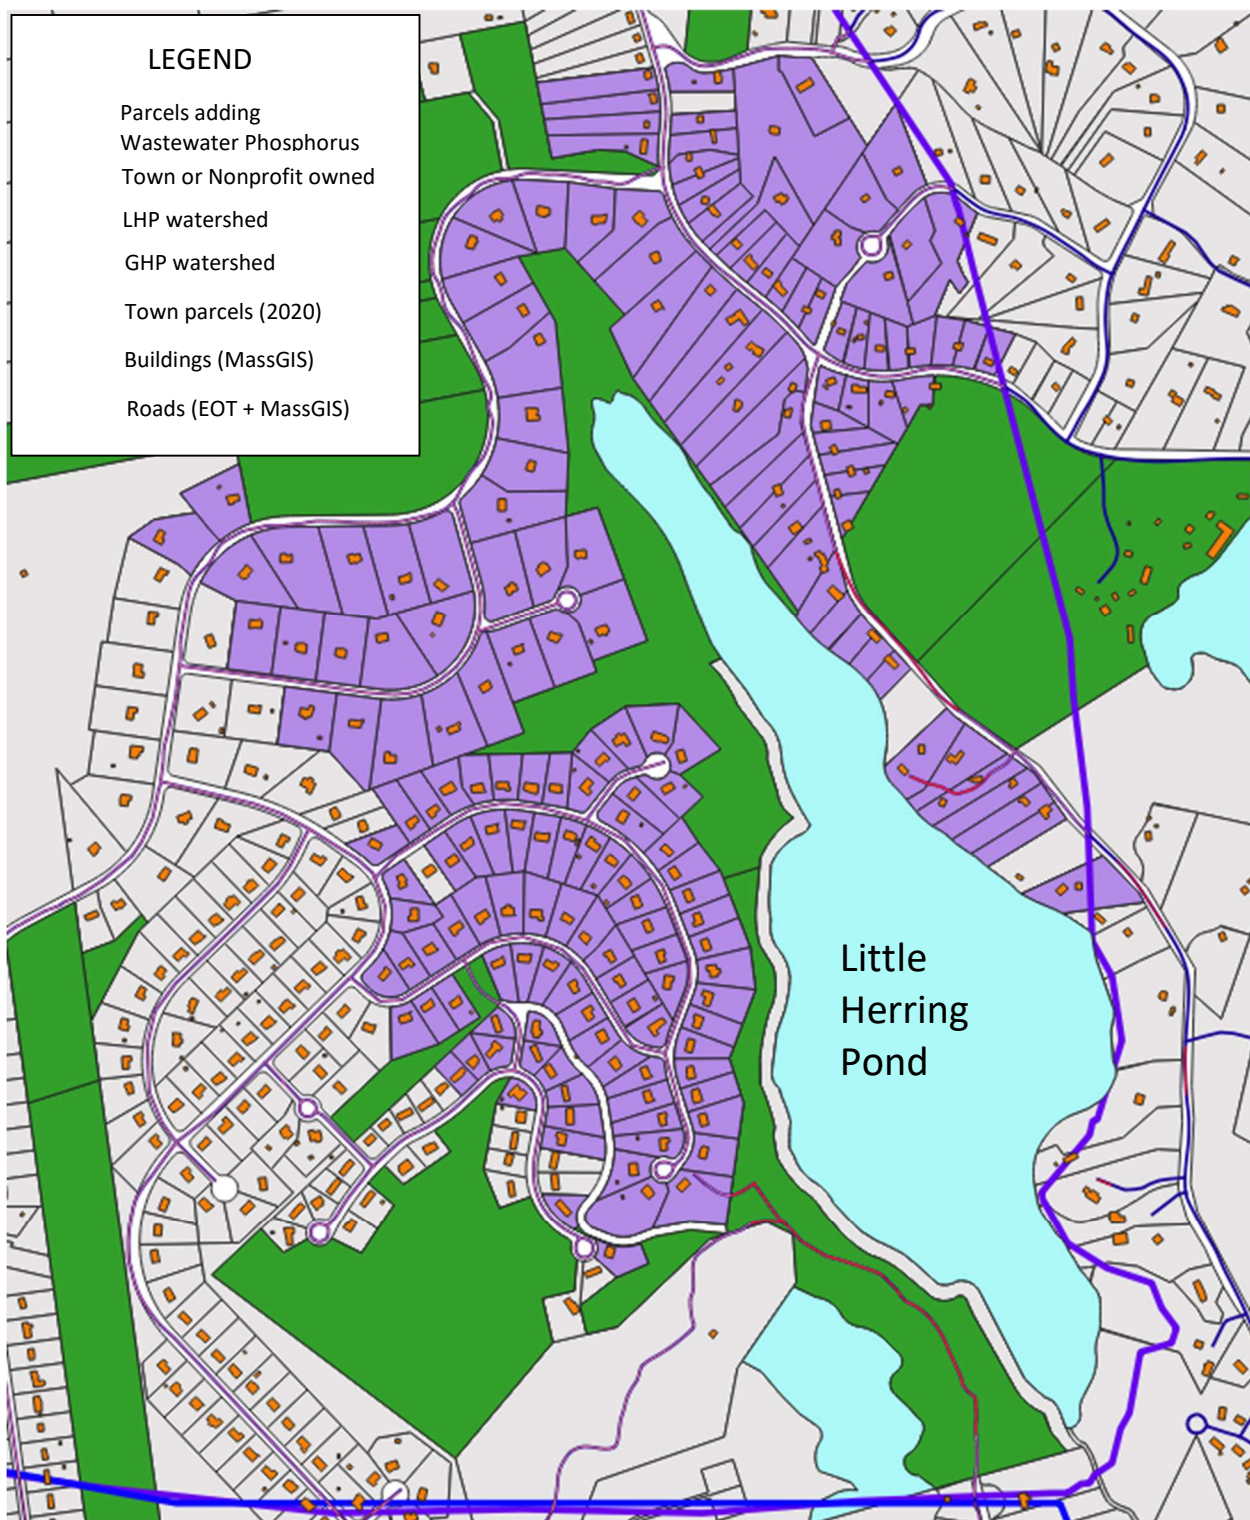 LEGEND
Parcels adding
Wastewater Phosphorus
Town or Nonprofit owned
LHP watershed
GHP watershed
Town parcels (2020)
Buildings (MassGIS)
Roads (EOT + MassGIS)
Little
Herring
Pond